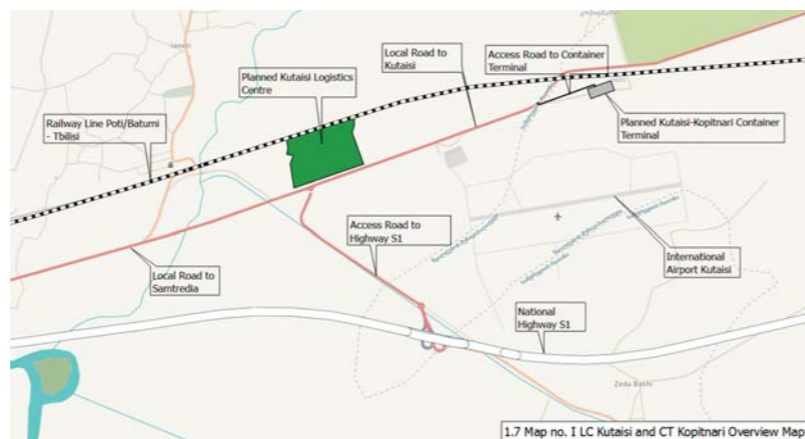 Local Road to
Kutaisi
Access Road to Container
Terminal
Planned Kutaisi Logistics
Centre
Railway Line Poti/Batumi
- Tbilisi
Planned Kutaisi-Kopitnari Container
Terminal
Access Road to
Highway S1
International
Airport Kutaisi
Local Road to
Samtredia
National
Highway S1
Zeda Bashi
1.7 Map no. I LC Kutaisi and CT Kopitnari Overview Map